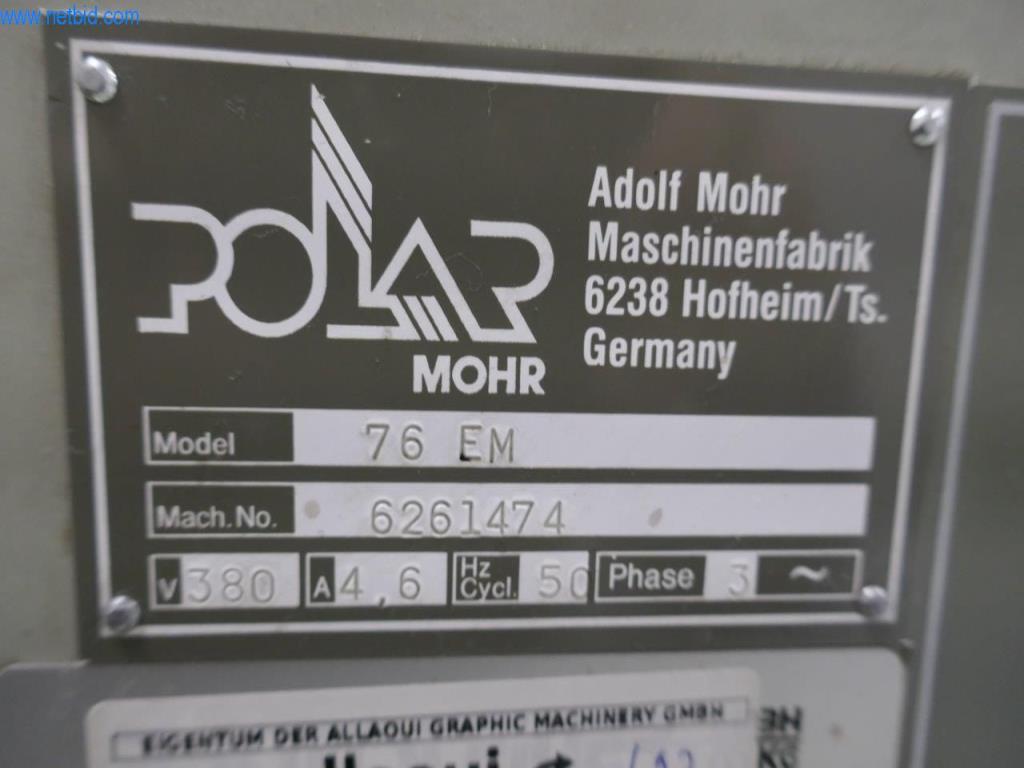 www.netbid.com
POLAR
MOHR
Adolf Mohr
Maschinenfabrik
6238 Hofheim/Ts.
Germany
Model 76 EM
Mach.No. 6261474
V 380 A 4,6 Hz Cycl. 50 Phase 3 ~
EIGENTUM DER ALLAOUI GRAPHIC MACHINERY GMBH